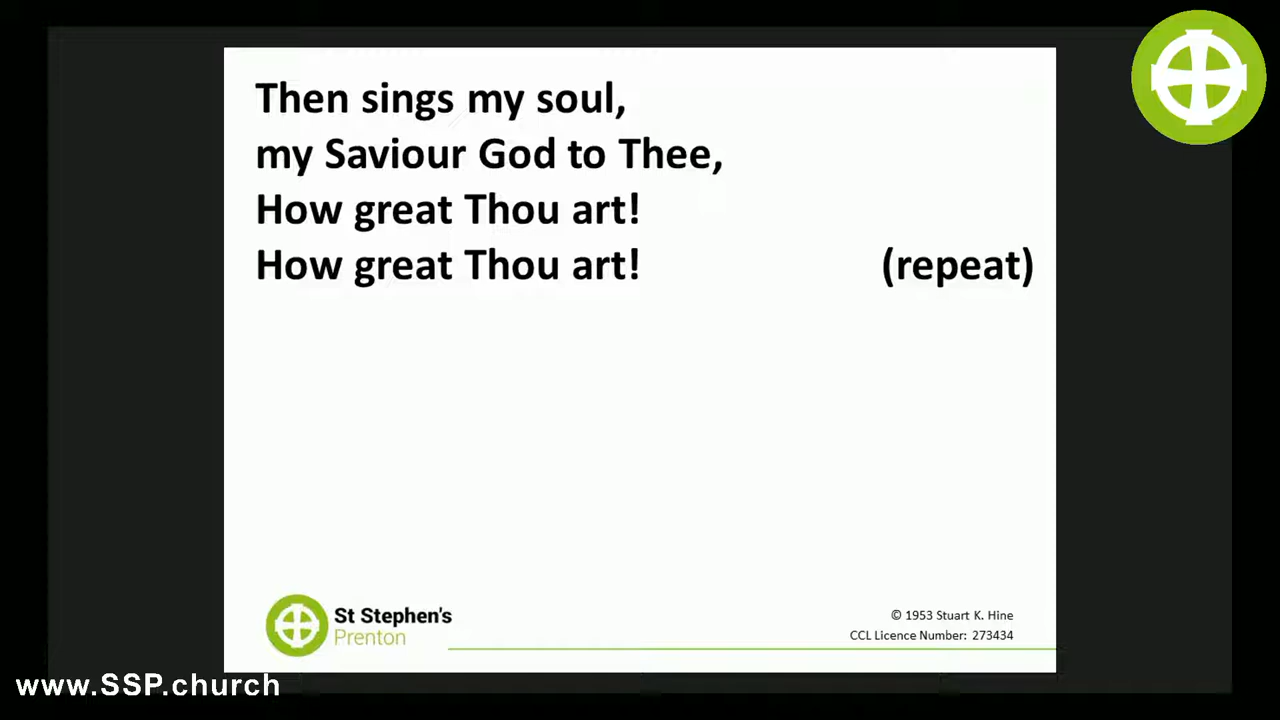 Then sings my soul,
my Saviour God to Thee,
How great Thou art!
How great Thou art! (repeat)
St Stephen's
Prenton
© 1953 Stuart K. Hine
CCL Licence Number: 273434
www.SSP.church